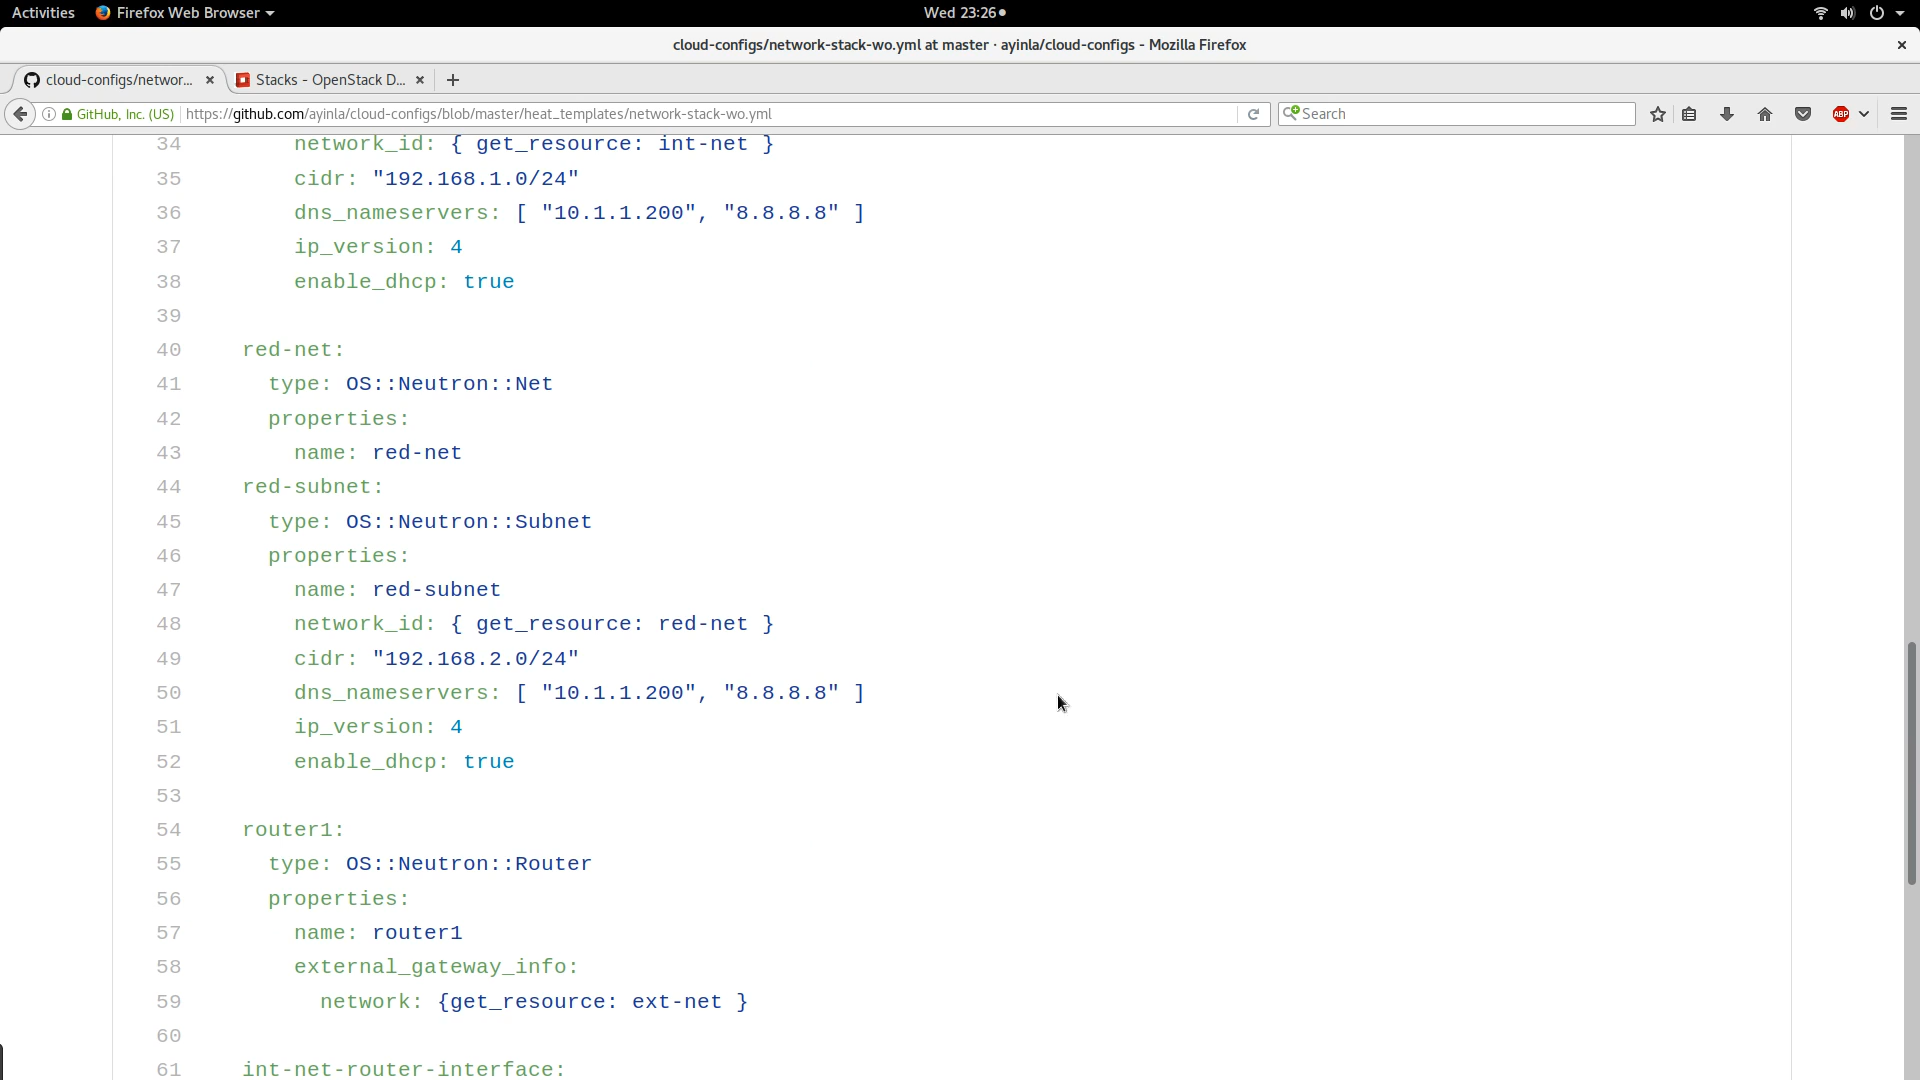 Activities Firefox Web Browser Wed 23:26
cloud-configs/network-stack-wo.yml at master · ayinla/cloud-configs - Mozilla Firefox
cloud-configs/networ... Stacks - OpenStack D...
GitHub, Inc. (US) https://github.com/ayinla/cloud-configs/blob/master/heat_templates/network-stack-wo.yml Search ABP
34 network_id: { get_resource: int-net }
35 cidr: "192.168.1.0/24"
36 dns_nameservers: [ "10.1.1.200", "8.8.8.8" ]
37 ip_version: 4
38 enable_dhcp: true
39
40 red-net:
41 type: OS::Neutron::Net
42 properties:
43 name: red-net
44 red-subnet:
45 type: OS::Neutron::Subnet
46 properties:
47 name: red-subnet
48 network_id: { get_resource: red-net }
49 cidr: "192.168.2.0/24"
50 dns_nameservers: [ "10.1.1.200", "8.8.8.8" ]
51 ip_version: 4
52 enable_dhcp: true
53
54 router1:
55 type: OS::Neutron::Router
56 properties:
57 name: router1
58 external_gateway_info:
59 network: {get_resource: ext-net }
60
61 int-net-router-interface: